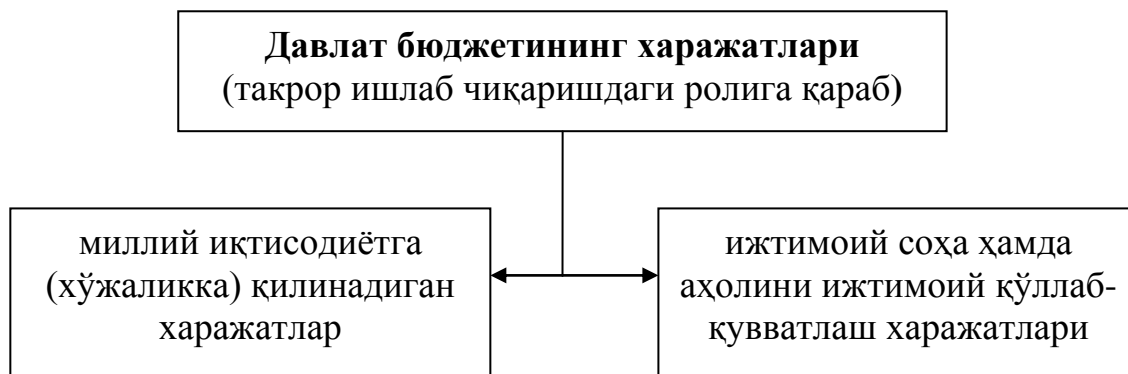 Давлат бюджетининг харажатлари
(такрор ишлаб чиқаришдаги ролига қараб)
миллий иқтисодиётга
(хўжаликка) қилинадиган
харажатлар
ижтимоий соҳа ҳамда
аҳолини ижтимоий қўллаб-
қувватлаш харажатлари